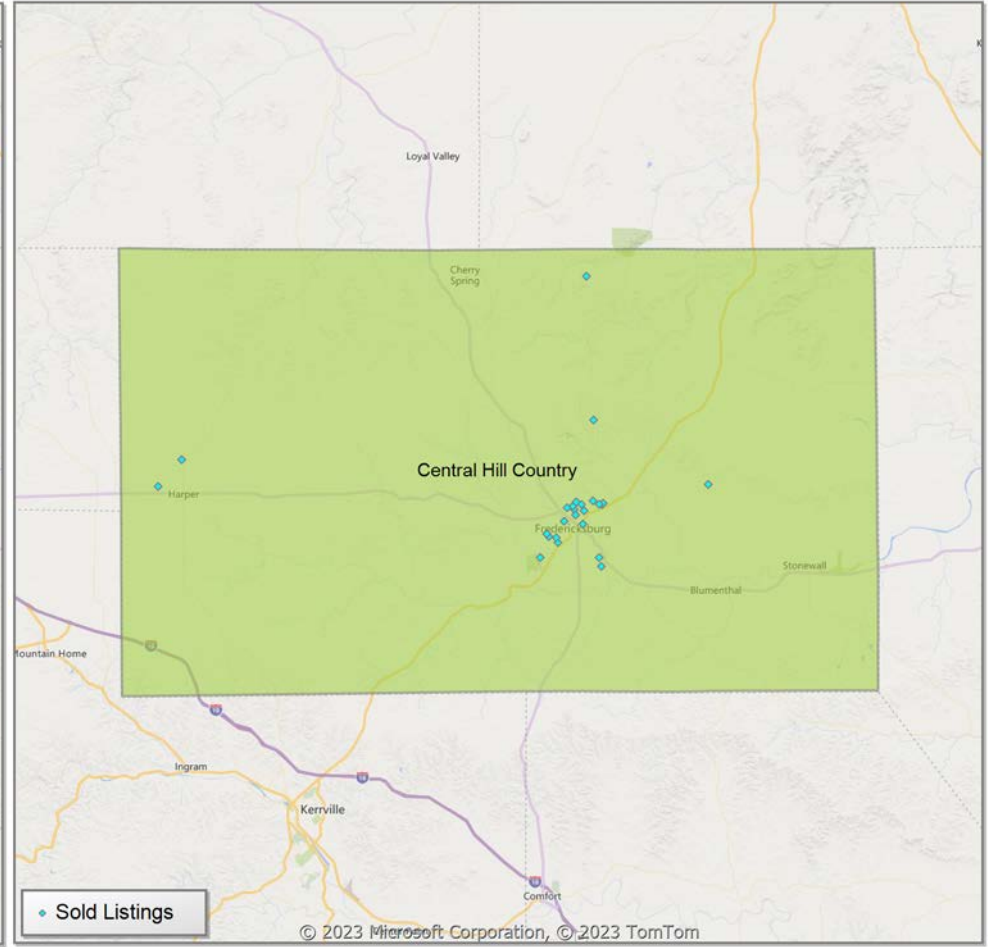 Loyal Valley
Cherry
Spring
Central Hill Country
Harper
Fredericksburg
Stonewall
Blumenthal
Mountain Home
Ingram
Kerrville
Comfort
Sold Listings
© 2023 Microsoft Corporation, © 2023 TomTom